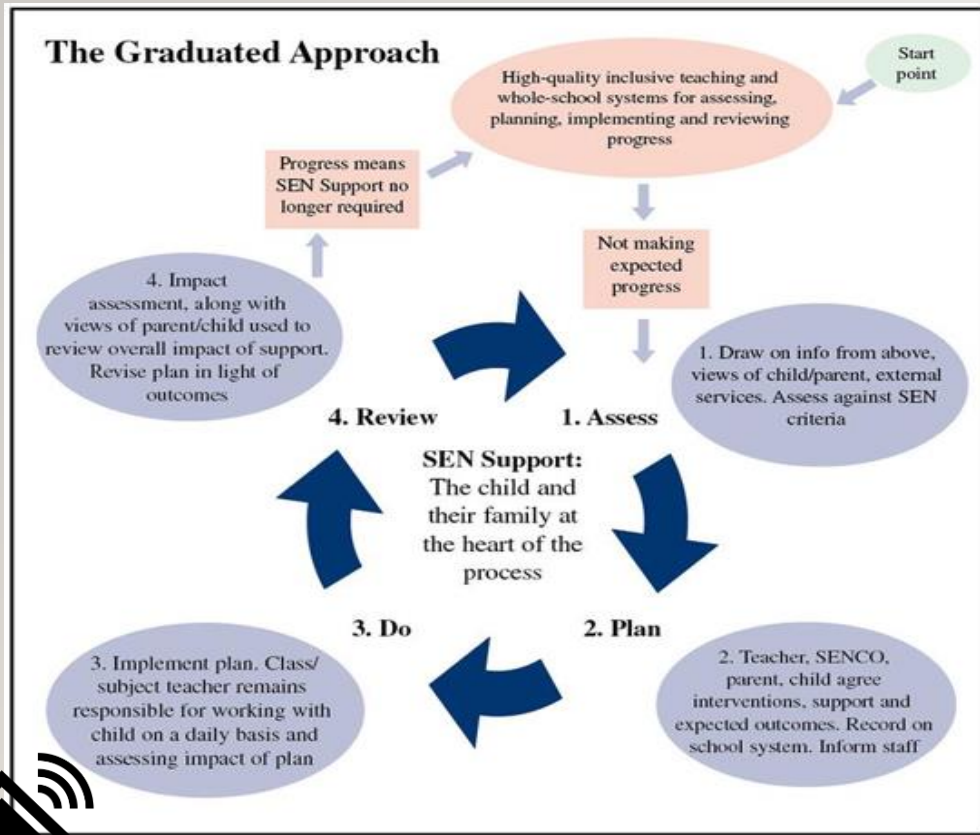 The Graduated Approach
Start
point
High-quality inclusive teaching and
whole-school systems for assessing,
planning, implementing and reviewing
progress
Progress means
SEN Support no
longer required
Not making
expected
progress
4. Impact
assessment, along with
views of parent/child used to
review overall impact of support.
Revise plan in light of
outcomes
1. Draw on info from above,
views of child/parent, external
services. Assess against SEN
criteria
4. Review
1. Assess
SEN Support:
The child and
their family at
the heart of the
process
3. Do
2. Plan
3. Implement plan. Class/
subject teacher remains
responsible for working with
child on a daily basis and
assessing impact of plan
2. Teacher, SENCO,
parent, child agree
interventions, support and
expected outcomes. Record on
school system. Inform staff